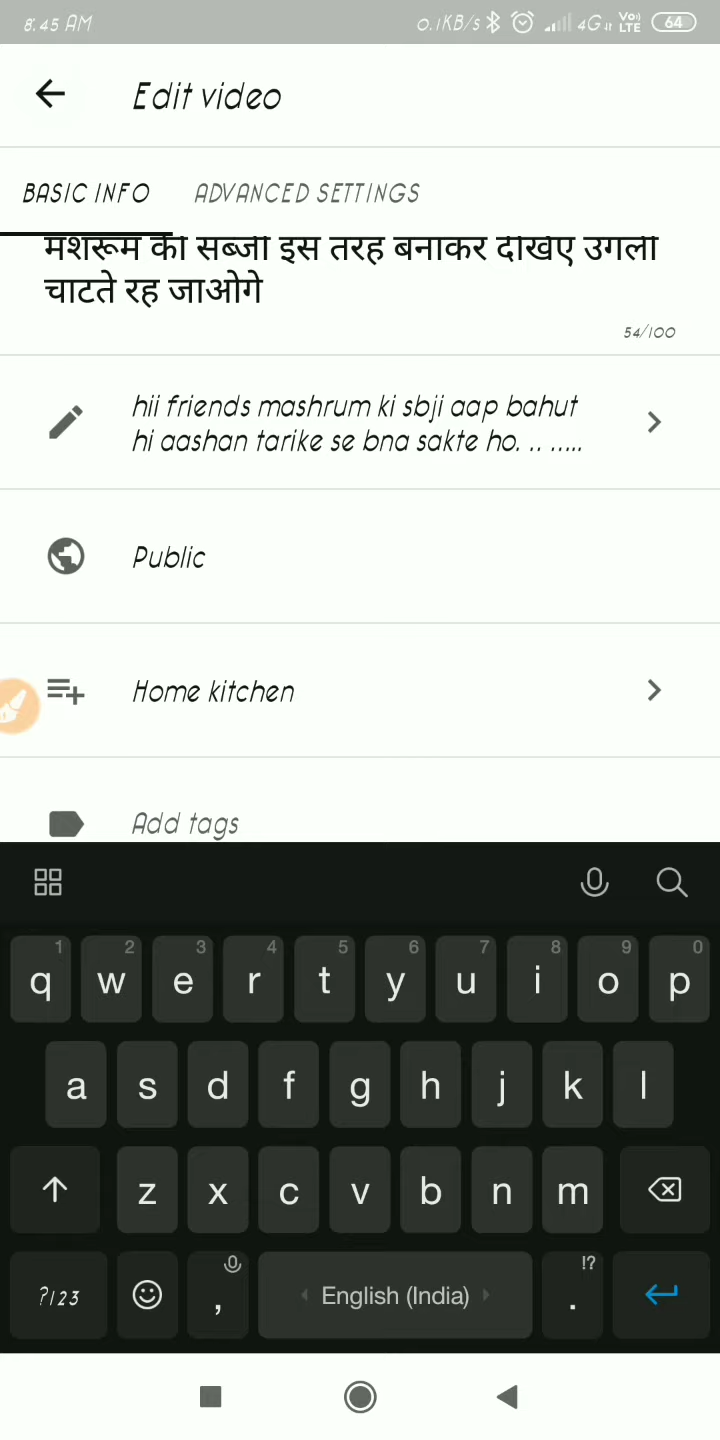 8:45 AM
0.1KB/s 4G Vo) LTE 64
Edit video
BASIC INFO ADVANCED SETTINGS
मशरूम की सब्जी इस तरह बनाकर देखिए उंगली
चाटते रह जाओगे
54/100
hii friends mashrum ki sbji aap bahut
hi aashan tarike se bna sakte ho. .. .....
Public
Home kitchen
Add tags
1 2 3 4 5 6 7 8 9 0
q w e r t y u i o p
a s d f g h j k l
z x c v b n m
!?
?123 , English (India) .